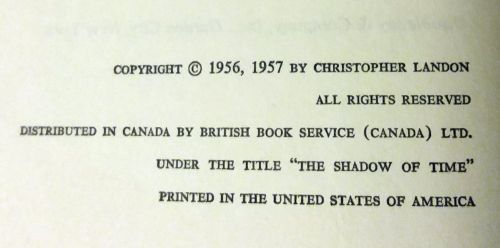 COPYRIGHT © 1956, 1957 BY CHRISTOPHER LANDON
ALL RIGHTS RESERVED
DISTRIBUTED IN CANADA BY BRITISH BOOK SERVICE (CANADA) LTD.
UNDER THE TITLE "THE SHADOW OF TIME"
PRINTED IN THE UNITED STATES OF AMERICA